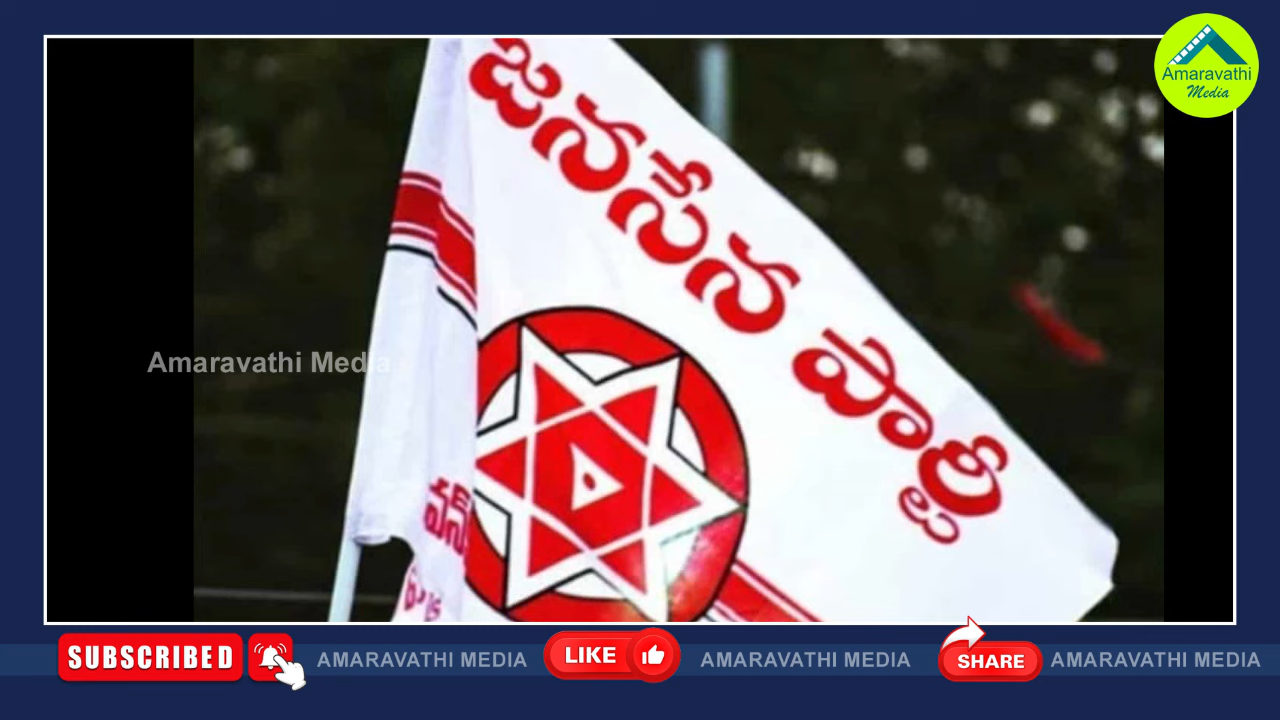 Amaravathi
Media
జనసేన పార్టీ
Amaravathi Media
SUBSCRIBED
AMARAVATHI MEDIA
LIKE
AMARAVATHI MEDIA
SHARE
AMARAVATHI MEDIA